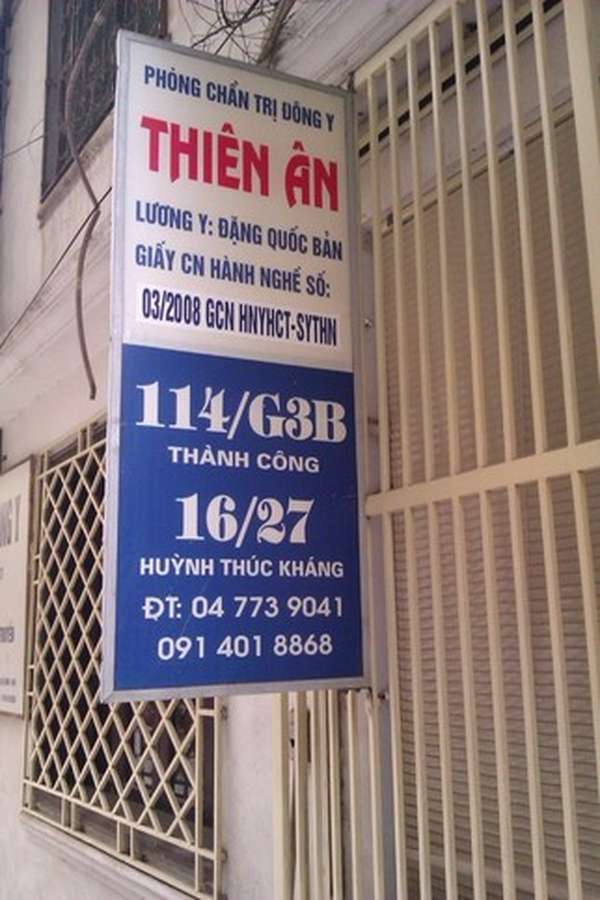 PHÒNG CHẨN TRỊ ĐÔNG Y
THIÊN ÂN
LƯƠNG Y: ĐẶNG QUỐC BẢN
GIẤY CN HÀNH NGHỀ SỐ:
03/2008 GCN HNYHCT-SYTHN
114/G3B
THÀNH CÔNG
16/27
HUỲNH THÚC KHÁNG
ĐT: 04 773 9041
091 401 8868